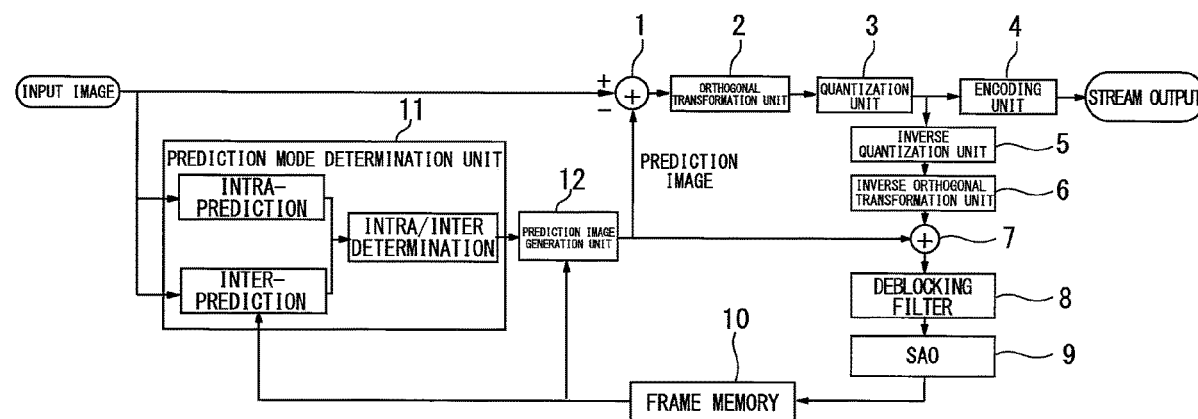 1
2
3
4
INPUT IMAGE
+
−
+
ORTHOGONAL
TRANSFORMATION UNIT
QUANTIZATION
UNIT
ENCODING
UNIT
STREAM OUTPUT
11
PREDICTION MODE DETERMINATION UNIT
INTRA-
PREDICTION
INTER-
PREDICTION
INTRA/INTER
DETERMINATION
12
PREDICTION IMAGE
GENERATION UNIT
PREDICTION
IMAGE
INVERSE
QUANTIZATION UNIT
5
INVERSE ORTHOGONAL
TRANSFORMATION UNIT
6
+
7
DEBLOCKING
FILTER
8
SAO
9
10
FRAME MEMORY